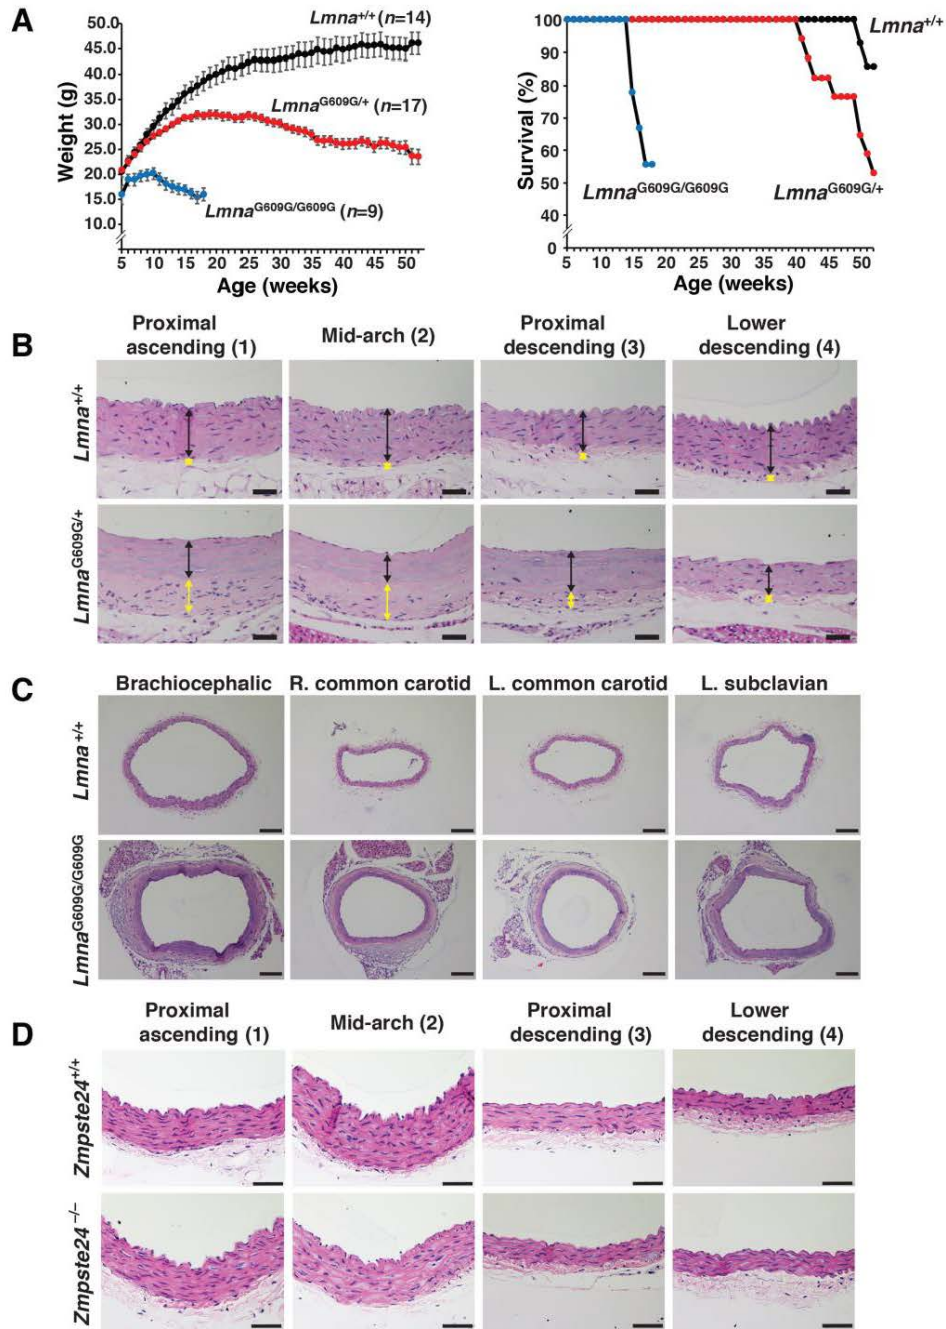 A
Lmna+/+ (n=14)
LmnaG609G/+ (n=17)
LmnaG609G/G609G (n=9)
Weight (g)
50.0
45.0
40.0
35.0
30.0
25.0
20.0
15.0
10.0
5 10 15 20 25 30 35 40 45 50
Age (weeks)
Survival (%)
100
90
80
70
60
50
40
0
Lmna+/+
LmnaG609G/G609G
LmnaG609G/+
5 10 15 20 25 30 35 40 45 50
Age (weeks)
B
Proximal
ascending (1)
Mid-arch (2)
Proximal
descending (3)
Lower
descending (4)
Lmna+/+
LmnaG609G/+
C
Brachiocephalic
R. common carotid
L. common carotid
L. subclavian
Lmna+/+
LmnaG609G/G609G
D
Proximal
ascending (1)
Mid-arch (2)
Proximal
descending (3)
Lower
descending (4)
Zmpste24+/+
Zmpste24–/–